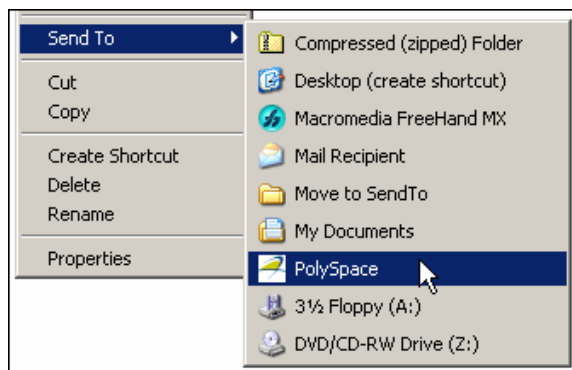 Send To
Cut
Copy
Create Shortcut
Delete
Rename
Properties
Compressed (zipped) Folder
Desktop (create shortcut)
Macromedia FreeHand MX
Mail Recipient
Move to SendTo
My Documents
PolySpace
3½ Floppy (A:)
DVD/CD-RW Drive (Z:)